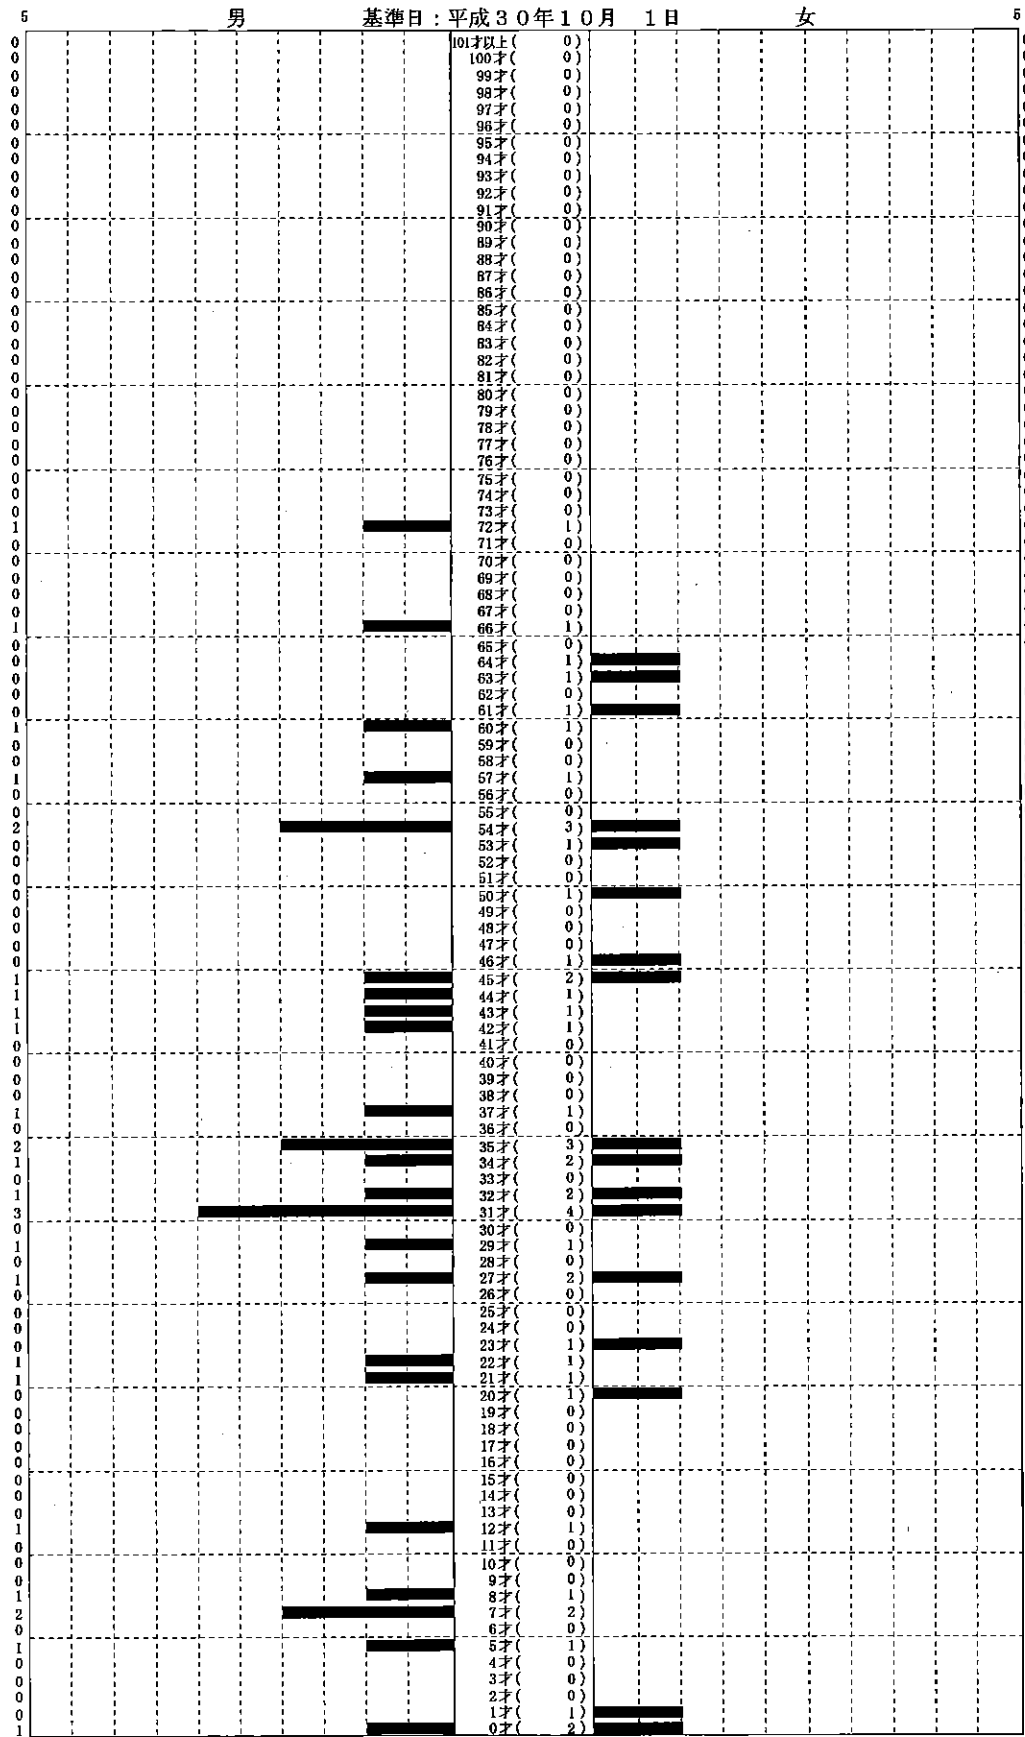 5 男 基準日：平成30年10月 1日 女 5
0 101才以上( 0)
0 100才( 0)
0 99才( 0)
0 98才( 0)
0 97才( 0)
0 96才( 0)
0 95才( 0)
0 94才( 0)
0 93才( 0)
0 92才( 0)
0 91才( 0)
0 90才( 0)
0 89才( 0)
0 88才( 0)
0 87才( 0)
0 86才( 0)
0 85才( 0)
0 84才( 0)
0 83才( 0)
0 82才( 0)
0 81才( 0)
0 80才( 0)
0 79才( 0)
0 78才( 0)
0 77才( 0)
0 76才( 0)
0 75才( 0)
0 74才( 0)
0 73才( 0)
1 72才( 1)
0 71才( 0)
0 70才( 0)
0 69才( 0)
0 68才( 0)
0 67才( 0)
1 66才( 1)
0 65才( 0)
0 64才( 1)
0 63才( 1)
0 62才( 0)
0 61才( 1)
1 60才( 1)
0 59才( 0)
0 58才( 0)
1 57才( 1)
0 56才( 0)
0 55才( 0)
2 54才( 3)
0 53才( 1)
0 52才( 0)
0 51才( 0)
0 50才( 1)
0 49才( 0)
0 48才( 0)
0 47才( 0)
0 46才( 1)
1 45才( 2)
1 44才( 1)
1 43才( 1)
1 42才( 1)
0 41才( 0)
0 40才( 0)
0 39才( 0)
0 38才( 0)
1 37才( 1)
0 36才( 0)
2 35才( 3)
1 34才( 2)
0 33才( 0)
1 32才( 2)
3 31才( 4)
0 30才( 0)
1 29才( 1)
0 28才( 0)
1 27才( 2)
0 26才( 0)
0 25才( 0)
0 24才( 0)
0 23才( 1)
1 22才( 1)
1 21才( 1)
0 20才( 1)
0 19才( 0)
0 18才( 0)
0 17才( 0)
0 16才( 0)
0 15才( 0)
0 14才( 0)
0 13才( 0)
1 12才( 1)
0 11才( 0)
0 10才( 0)
0 9才( 0)
1 8才( 1)
2 7才( 2)
0 6才( 0)
1 5才( 1)
0 4才( 0)
0 3才( 0)
0 2才( 0)
0 1才( 1)
1 0才( 2)